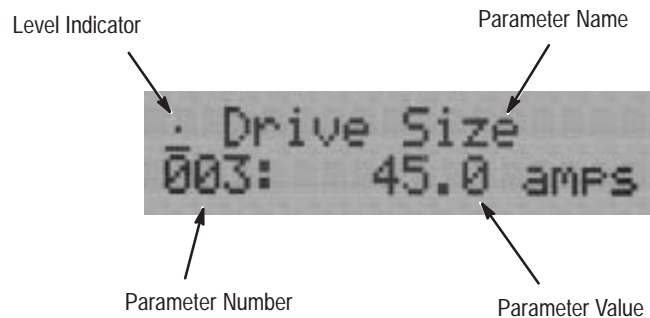 Level Indicator
Parameter Name
. Drive Size
003: 45.0 amps
Parameter Number
Parameter Value